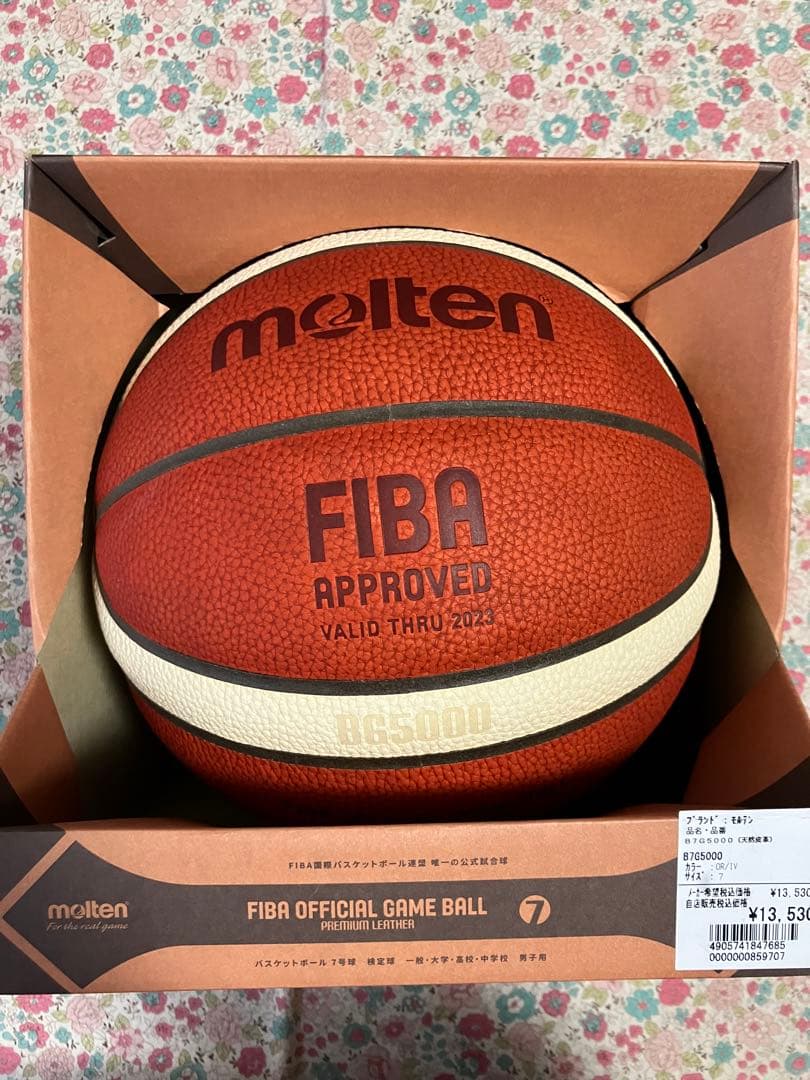 molten
FIBA
APPROVED
VALID THRU 2023
BG5000
FIBA国際バスケットボール連盟 唯一の公式試合球
molten
For the real game
FIBA OFFICIAL GAME BALL 7
PREMIUM LEATHER
バスケットボール 7号球 検定球 一般・大学・高校・中学校 男子用
ブランド : モルテン
品名・品番
B7G5000 (天然皮革)
B7G5000
カラー : OR/IV
サイズ : 7
メーカー希望税込価格 ¥13,530
自店販売税込価格
¥13,530
4905741847685
0000000859707